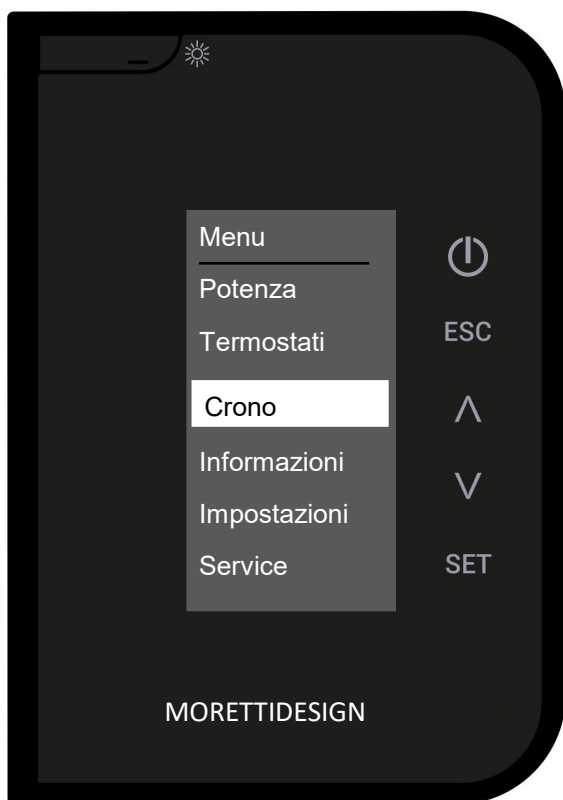 Menu
Potenza
ESC
Termostati
Crono
Informazioni
Impostazioni
Service
SET
MORETTIDESIGN